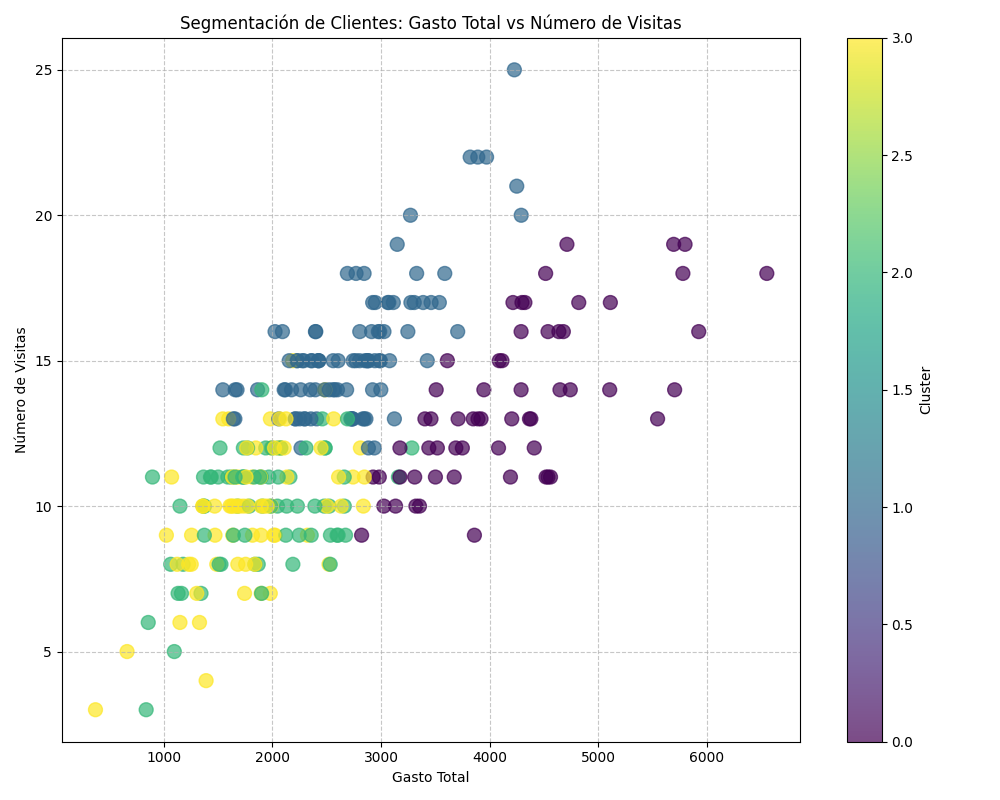 Segmentación de Clientes: Gasto Total vs Número de Visitas
Número de Visitas
25
20
15
10
5
1000 2000 3000 4000 5000 6000
Gasto Total
3.0
2.5
2.0
1.5
1.0
0.5
0.0
Cluster